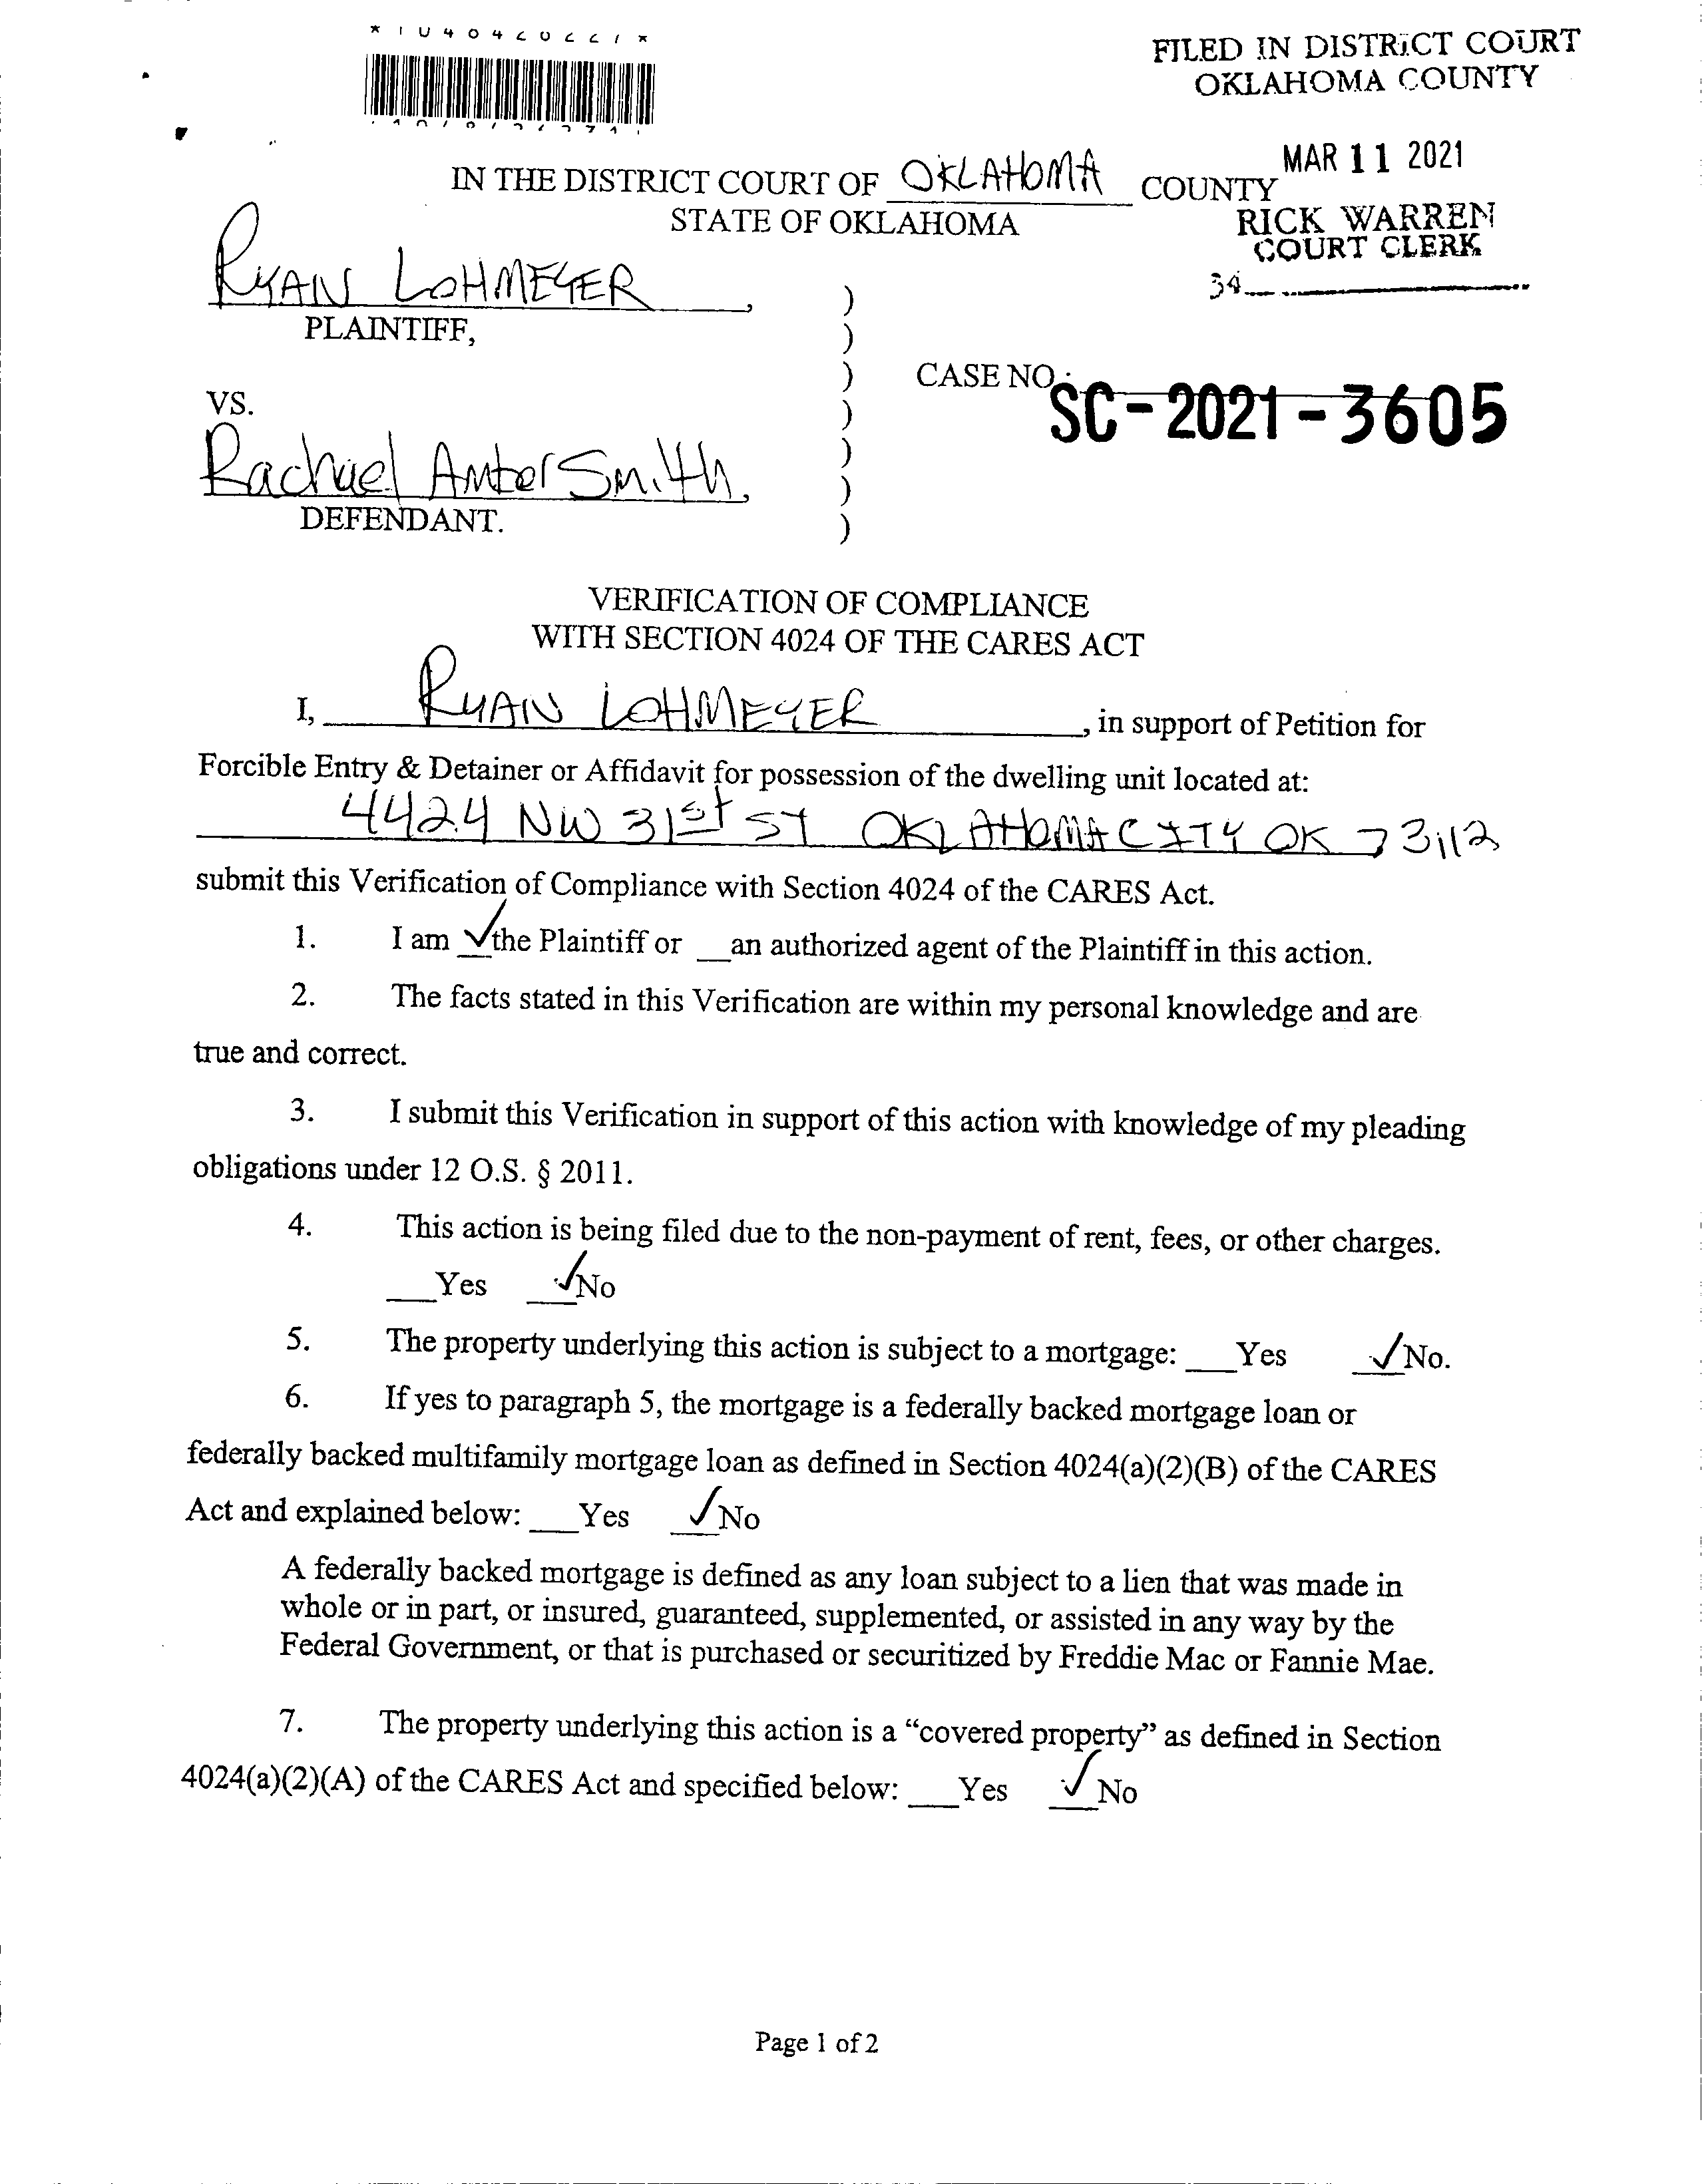 FILED IN DISTRICT COURT
OKLAHOMA COUNTY
MAR 11 2021
RICK WARREN
COURT CLERK
34
IN THE DISTRICT COURT OF OKLAHOMA COUNTY
STATE OF OKLAHOMA
RYAN LOHMEYER,
PLAINTIFF,
VS.
Rachael Amber Smith,
DEFENDANT.
)
)
)
)
)
)
)
CASE NO.:
SC-2021-3605
VERIFICATION OF COMPLIANCE
WITH SECTION 4024 OF THE CARES ACT
I, RYAN LOHMEYER, in support of Petition for
Forcible Entry & Detainer or Affidavit for possession of the dwelling unit located at:
4424 NW 31st ST OKLAHOMA CITY OK 73112
submit this Verification of Compliance with Section 4024 of the CARES Act.
1. I am ✓the Plaintiff or __an authorized agent of the Plaintiff in this action.
2. The facts stated in this Verification are within my personal knowledge and are
true and correct.
3. I submit this Verification in support of this action with knowledge of my pleading
obligations under 12 O.S. § 2011.
4. This action is being filed due to the non-payment of rent, fees, or other charges.
___Yes ✓No
5. The property underlying this action is subject to a mortgage: ___Yes ✓No.
6. If yes to paragraph 5, the mortgage is a federally backed mortgage loan or
federally backed multifamily mortgage loan as defined in Section 4024(a)(2)(B) of the CARES
Act and explained below: ___Yes ✓No
A federally backed mortgage is defined as any loan subject to a lien that was made in
whole or in part, or insured, guaranteed, supplemented, or assisted in any way by the
Federal Government, or that is purchased or securitized by Freddie Mac or Fannie Mae.
7. The property underlying this action is a “covered property” as defined in Section
4024(a)(2)(A) of the CARES Act and specified below: ___Yes ✓No
Page 1 of 2